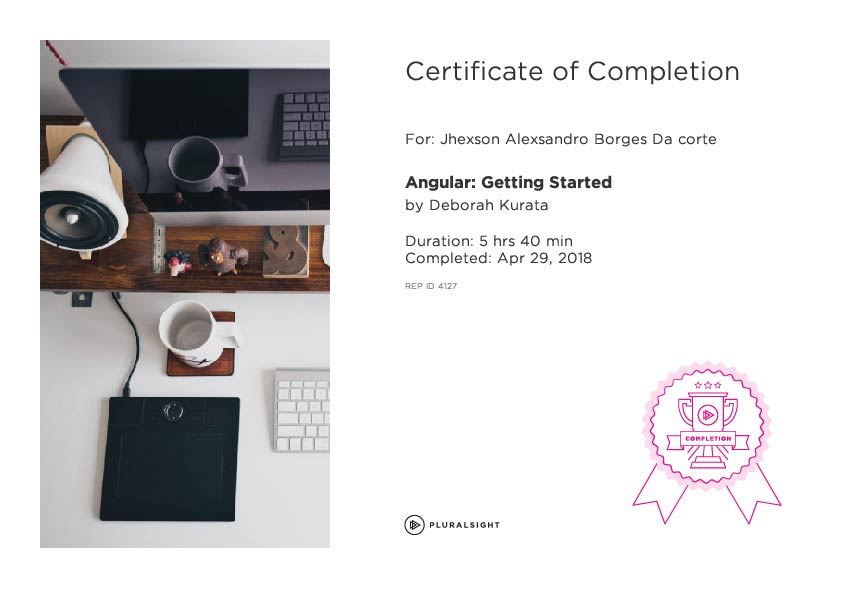 Certificate of Completion
For: Jhexson Alexsandro Borges Da corte
Angular: Getting Started
by Deborah Kurata
Duration: 5 hrs 40 min
Completed: Apr 29, 2018
REP ID 4127
COMPLETION
PLURALSIGHT